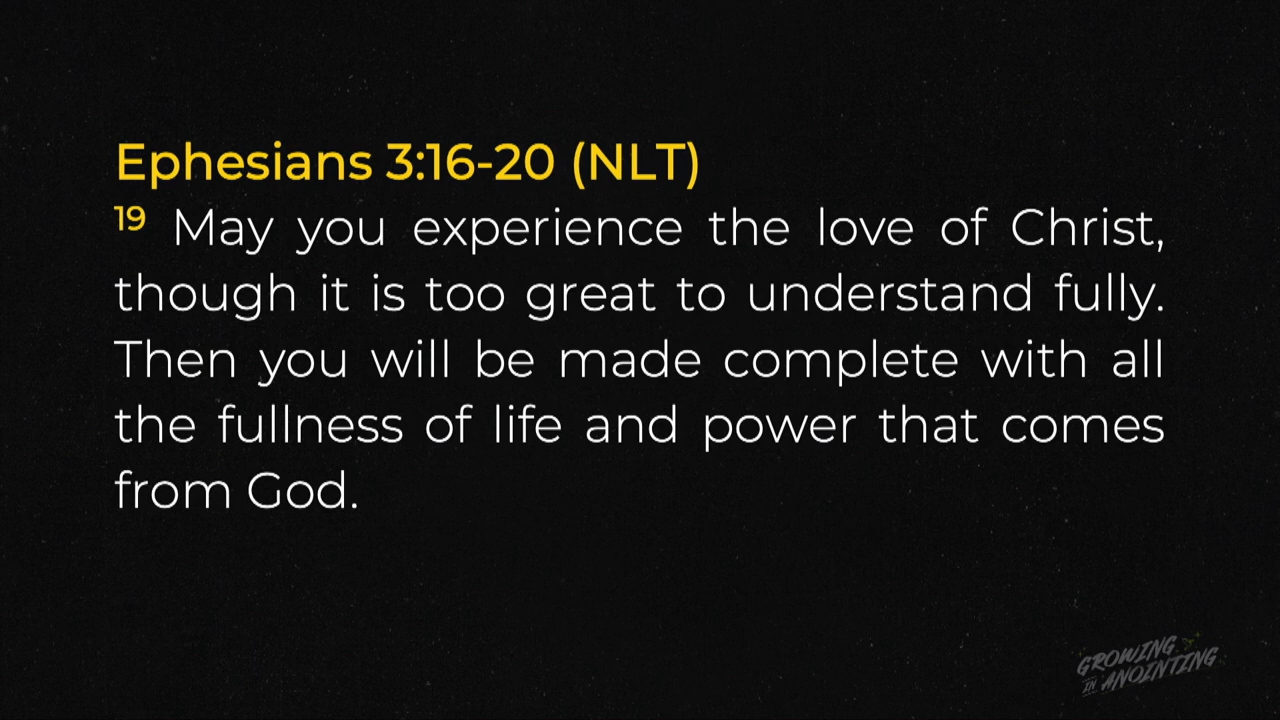 Ephesians 3:16-20 (NLT)
19 May you experience the love of Christ,
though it is too great to understand fully.
Then you will be made complete with all
the fullness of life and power that comes
from God.
GROWING
IN ANOINTING